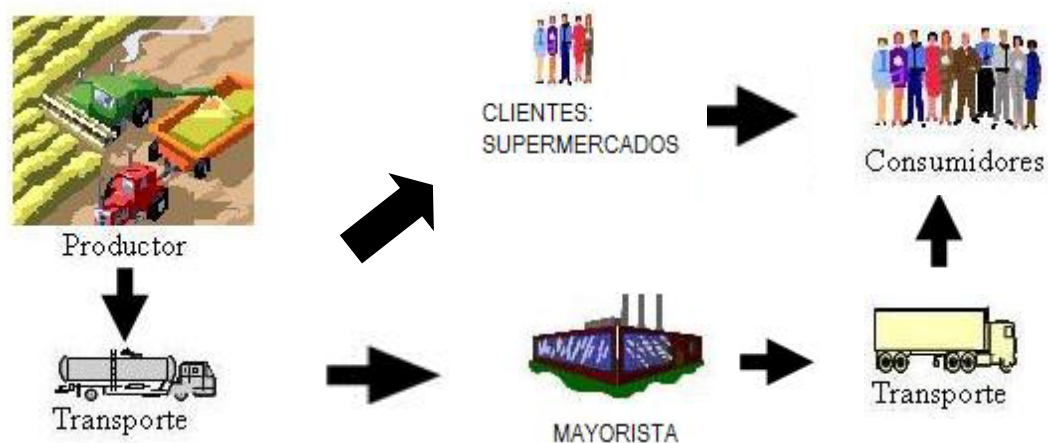 CLIENTES:
SUPERMERCADOS
Consumidores
Productor
Transporte
MAYORISTA
Transporte